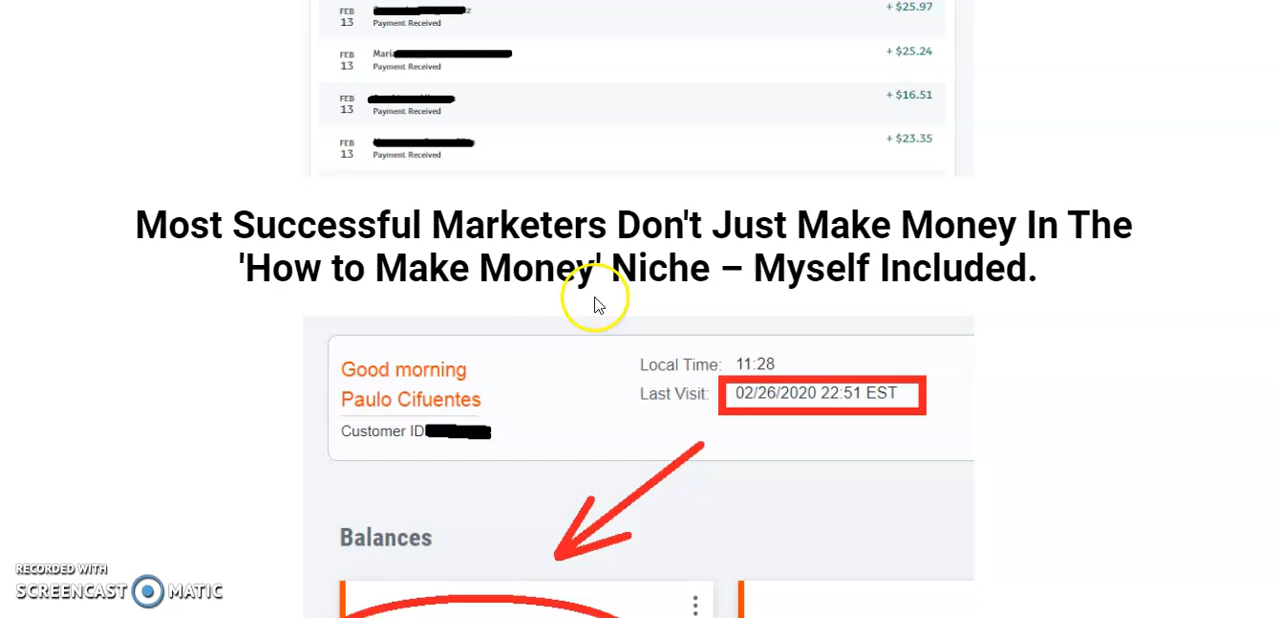 FEB
13
Payment Received
+ $25.97
FEB
13
Maria
Payment Received
+ $25.24
FEB
13
Payment Received
+ $16.51
FEB
13
Payment Received
+ $23.35
Most Successful Marketers Don't Just Make Money In The
'How to Make Money' Niche – Myself Included.
Good morning
Paulo Cifuentes
Customer ID
Local Time: 11:28
Last Visit: 02/26/2020 22:51 EST
Balances
RECORDED WITH
SCREENCAST MATIC